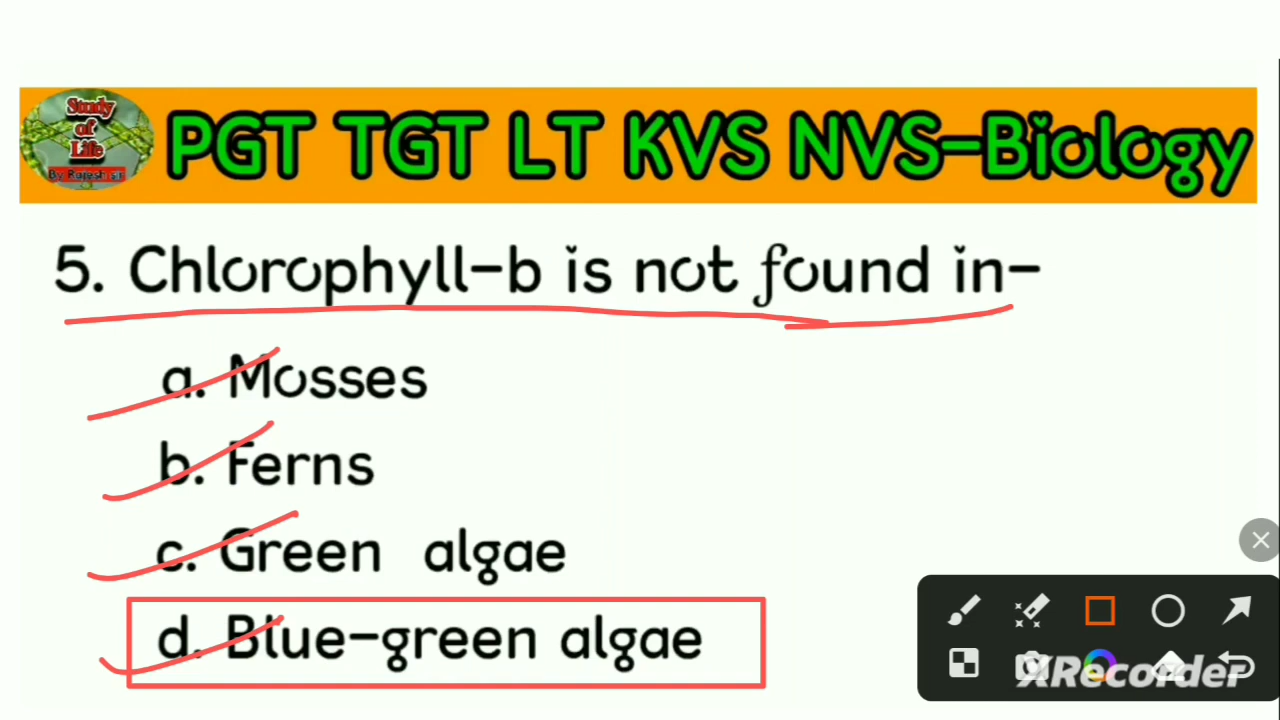 Study
of
Life
By Rajesh sir
PGT TGT LT KVS NVS-Biology
5. Chlorophyll-b is not found in-
a. Mosses
b. Ferns
c. Green algae
d. Blue-green algae
XRecorder